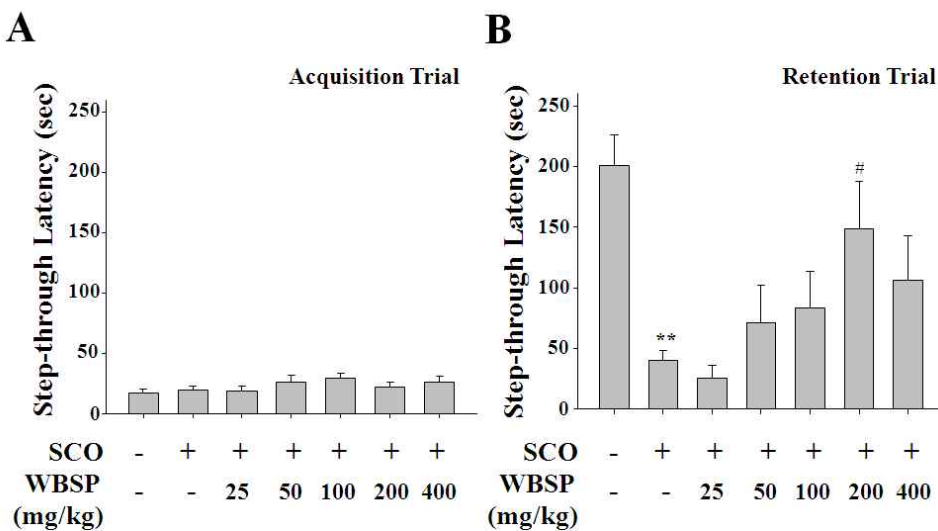 A
Acquisition Trial
Step-through Latency (sec)
250
200
150
100
50
0
SCO - + + + + + +
WBSP
(mg/kg) - - 25 50 100 200 400
B
Retention Trial
Step-through Latency (sec)
250
200
150
100
50
0
**
#
SCO - + + + + + +
WBSP
(mg/kg) - - 25 50 100 200 400